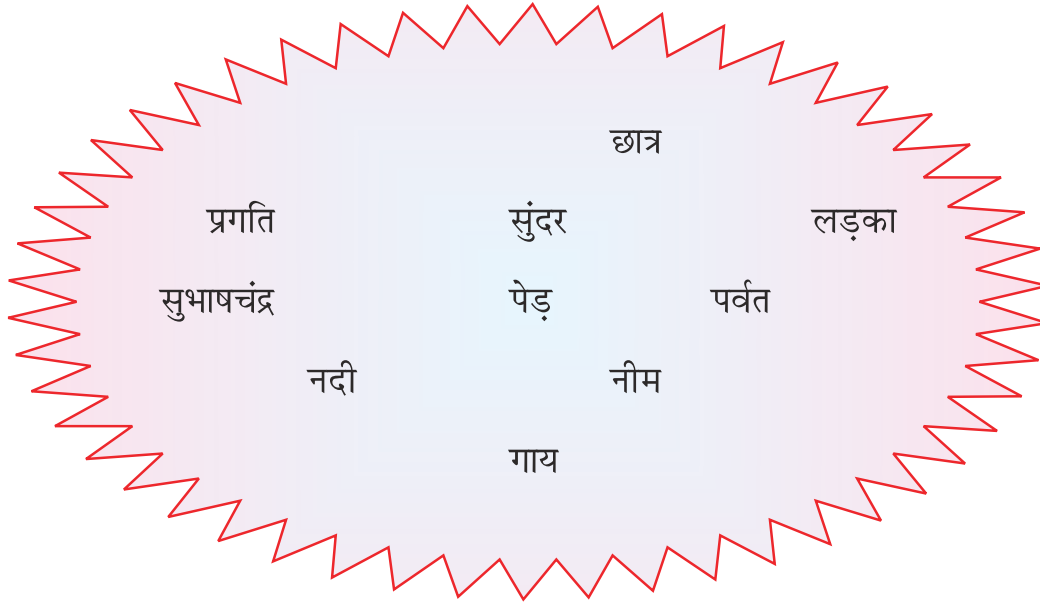 छात्र
प्रगति सुंदर लड़का
सुभाषचंद्र पेड़ पर्वत
नदी नीम
गाय